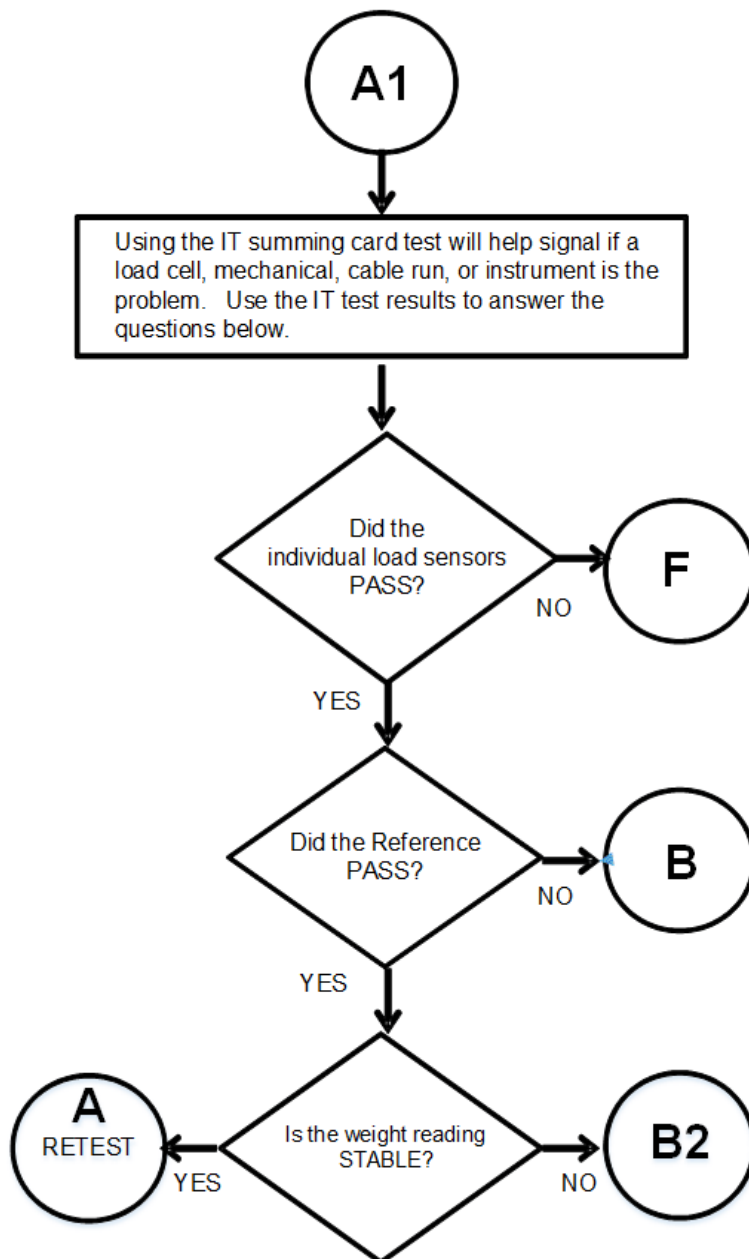 A1
Using the IT summing card test will help signal if a
load cell, mechanical, cable run, or instrument is the
problem. Use the IT test results to answer the
questions below.
Did the
individual load sensors
PASS?
NO
F
YES
Did the Reference
PASS?
NO
B
YES
Is the weight reading
STABLE?
A
RETEST
YES
NO
B2